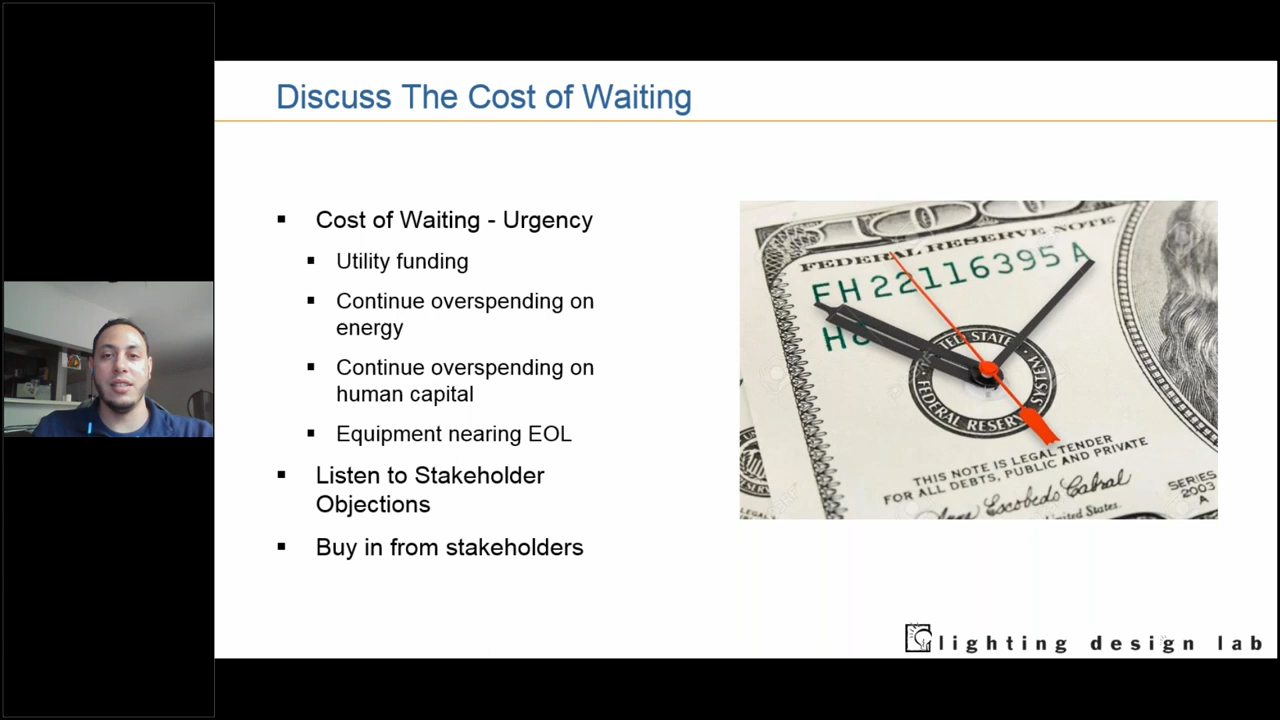 Discuss The Cost of Waiting
▪ Cost of Waiting - Urgency
▪ Utility funding
▪ Continue overspending on
energy
▪ Continue overspending on
human capital
▪ Equipment nearing EOL
▪ Listen to Stakeholder
Objections
▪ Buy in from stakeholders
FEDERAL RESERVE NOTE
FH 22116395 A
H8
FEDERAL RESERVE SYSTEM
THIS NOTE IS LEGAL TENDER
FOR ALL DEBTS, PUBLIC AND PRIVATE
Escobedo Cabral
United States.
SERIES
2003
A
lighting design lab